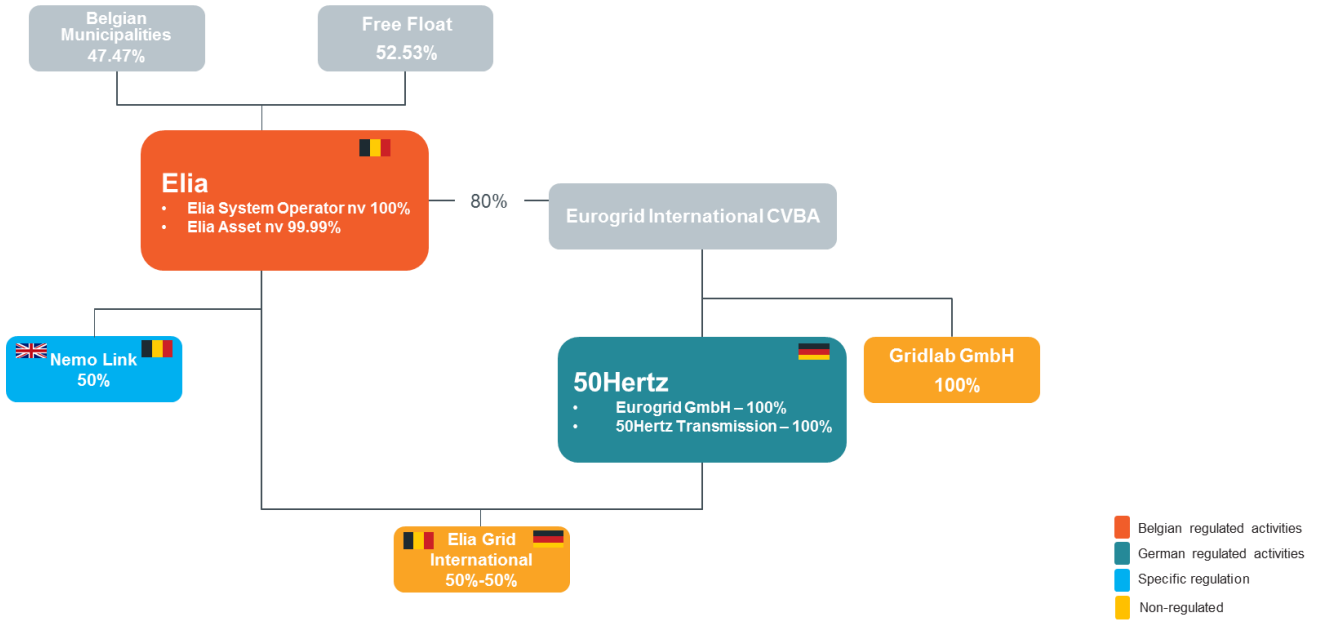 Belgian
Municipalities
47.47%
Free Float
52.53%
Elia
• Elia System Operator nv 100%
• Elia Asset nv 99.99%
80%
Eurogrid International CVBA
Nemo Link
50%
50Hertz
• Eurogrid GmbH – 100%
• 50Hertz Transmission – 100%
Gridlab GmbH
100%
Elia Grid
International
50%-50%
Belgian regulated activities
German regulated activities
Specific regulation
Non-regulated